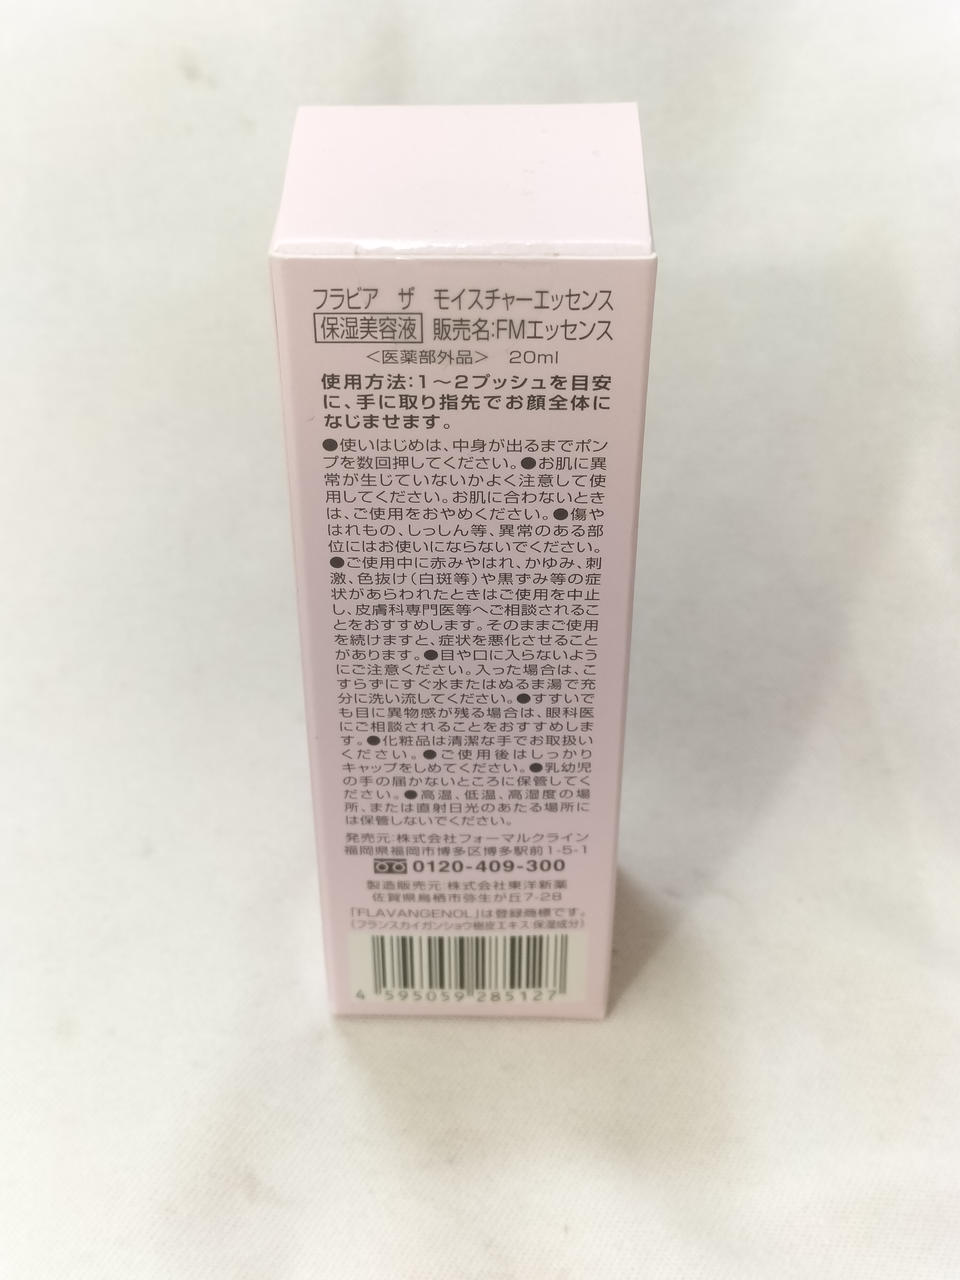 フラビア ザ モイスチャーエッセンス
保湿美容液 販売名:FMエッセンス
＜医薬部外品＞ 20ml
使用方法:1〜2プッシュを目安
に、手に取り指先でお顔全体に
なじませます。
●使いはじめは、中身が出るまでポン
プを数回押してください。●お肌に異
常が生じていないかよく注意して使
用してください。お肌に合わないとき
は、ご使用をおやめください。●傷や
はれもの、しっしん等、異常のある部
位にはお使いにならないでください。
●ご使用中に赤みやはれ、かゆみ、刺
激、色抜け（白斑等）や黒ずみ等の症
状があらわれたときはご使用を中止
し、皮膚科専門医等へご相談されるこ
とをおすすめします。そのままご使用
を続けますと、症状を悪化させること
があります。●目や口に入らないよう
にご注意ください。入った場合は、こ
すらずにすぐ水またはぬるま湯で充
分に洗い流してください。●すすいで
も目に異物感が残る場合は、眼科医
にご相談されることをおすすめしま
す。●化粧品は清潔な手でお取扱い
ください。●ご使用後はしっかり
キャップをしめてください。●乳幼児
の手の届かないところに保管してく
ださい。●高温、低温、高湿度の場
所、または直射日光のあたる場所に
は保管しないでください。
発売元:株式会社フォーマルクライン
福岡県福岡市博多区博多駅前1-5-1
0120-409-300
製造販売元:株式会社東洋新薬
佐賀県鳥栖市弥生が丘7-28
「FLAVANGENOL」は登録商標です。
（フランスカイガンショウ樹皮エキス:保湿成分）
4 595059 285127